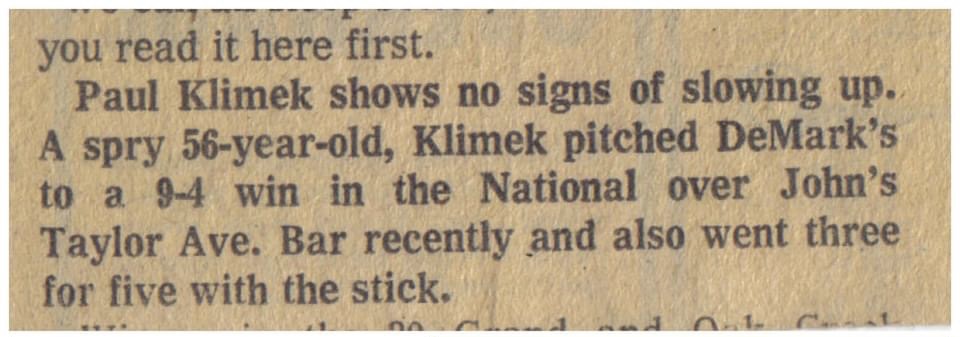 you read it here first.
Paul Klimek shows no signs of slowing up.
A spry 56-year-old, Klimek pitched DeMark's
to a 9-4 win in the National over John's
Taylor Ave. Bar recently and also went three
for five with the stick.